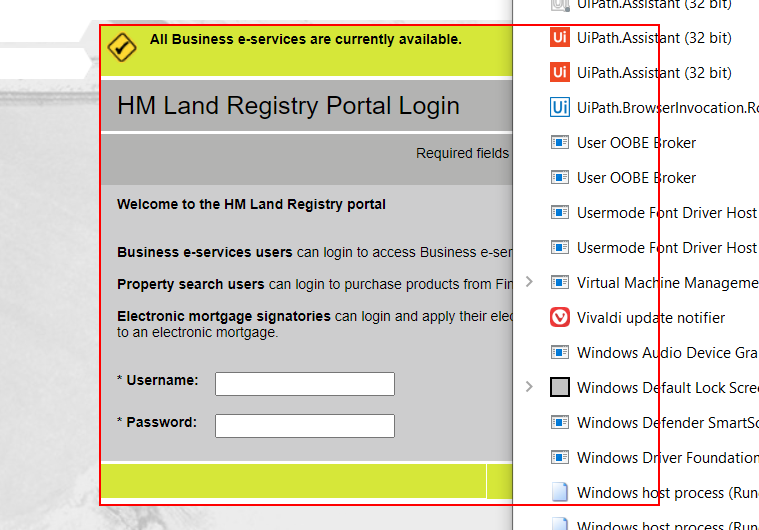 All Business e-services are currently available.
HM Land Registry Portal Login
Required fields
Welcome to the HM Land Registry portal
Business e-services users can login to access Business e-ser
Property search users can login to purchase products from Fin
Electronic mortgage signatories can login and apply their elec
to an electronic mortgage.
* Username:
* Password:
UiPath.Assistant (32 bit)
Ui UiPath.Assistant (32 bit)
Ui UiPath.Assistant (32 bit)
Ui UiPath.BrowserInvocation.Ro
User OOBE Broker
User OOBE Broker
Usermode Font Driver Host
Usermode Font Driver Host
Virtual Machine Manageme
Vivaldi update notifier
Windows Audio Device Gra
Windows Default Lock Scree
Windows Defender SmartSc
Windows Driver Foundation
Windows host process (Run
Windows host process (Run